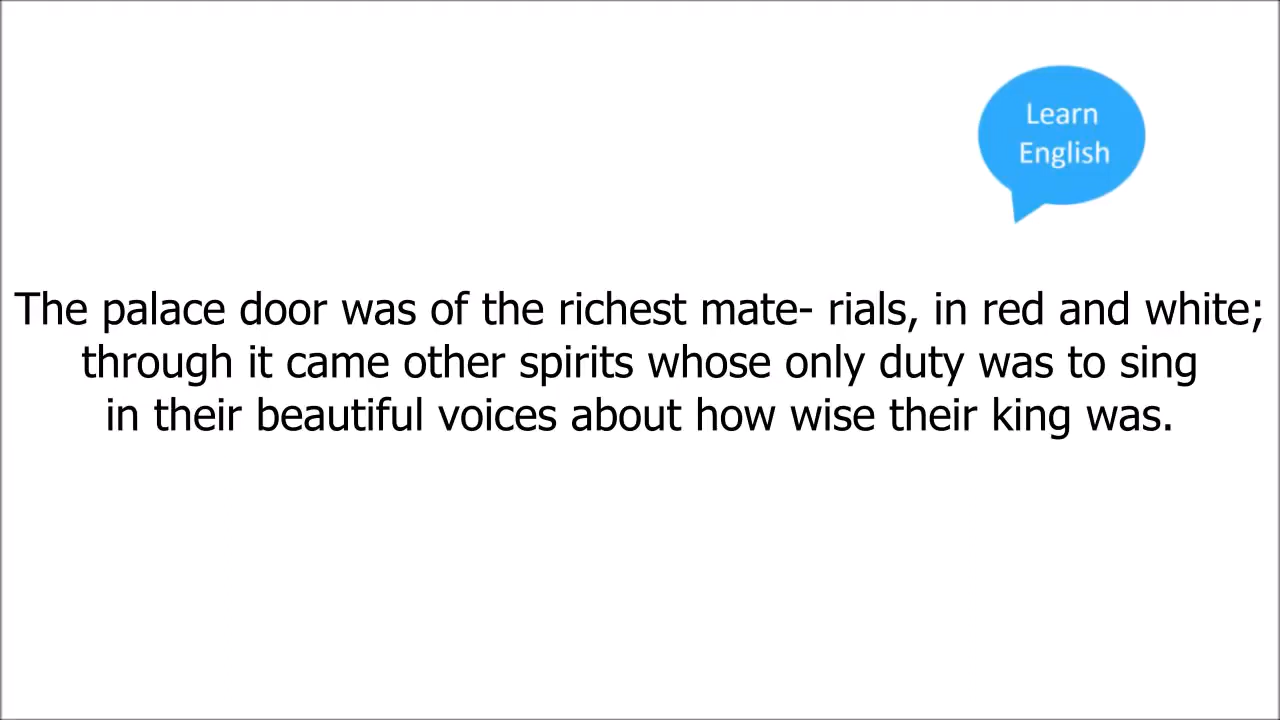 Learn
English
The palace door was of the richest mate- rials, in red and white;
through it came other spirits whose only duty was to sing
in their beautiful voices about how wise their king was.